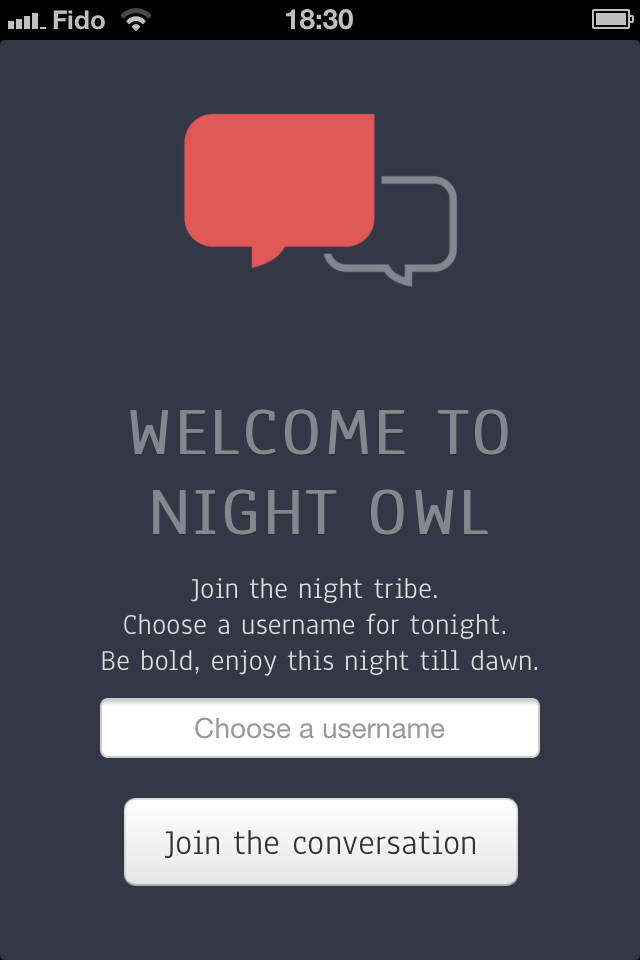 Fido 18:30
WELCOME TO
NIGHT OWL
Join the night tribe.
Choose a username for tonight.
Be bold, enjoy this night till dawn.
Choose a username
Join the conversation